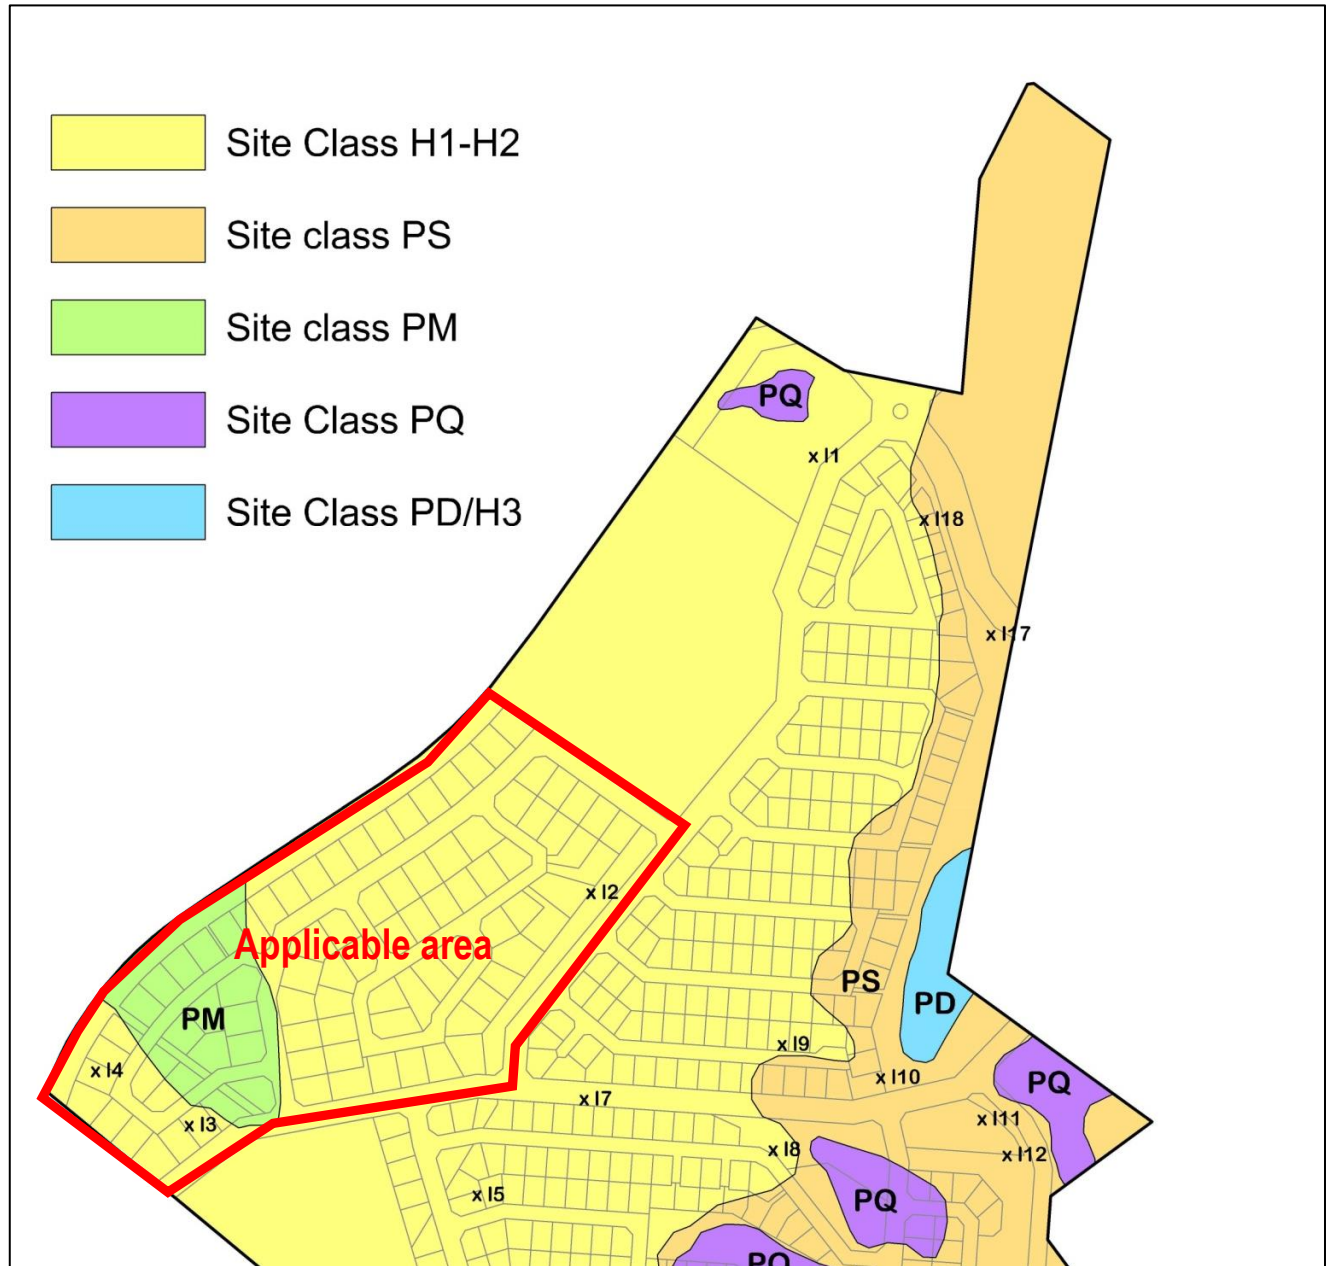 Site Class H1-H2
Site class PS
Site class PM
Site Class PQ
Site Class PD/H3
PQ
x I1
x I18
x I17
x I2
Applicable area
PS
PD
PM
x I9
x I4
x I10
PQ
x I7
x I11
x I3
x I8
x I12
x I5
PQ
PQ